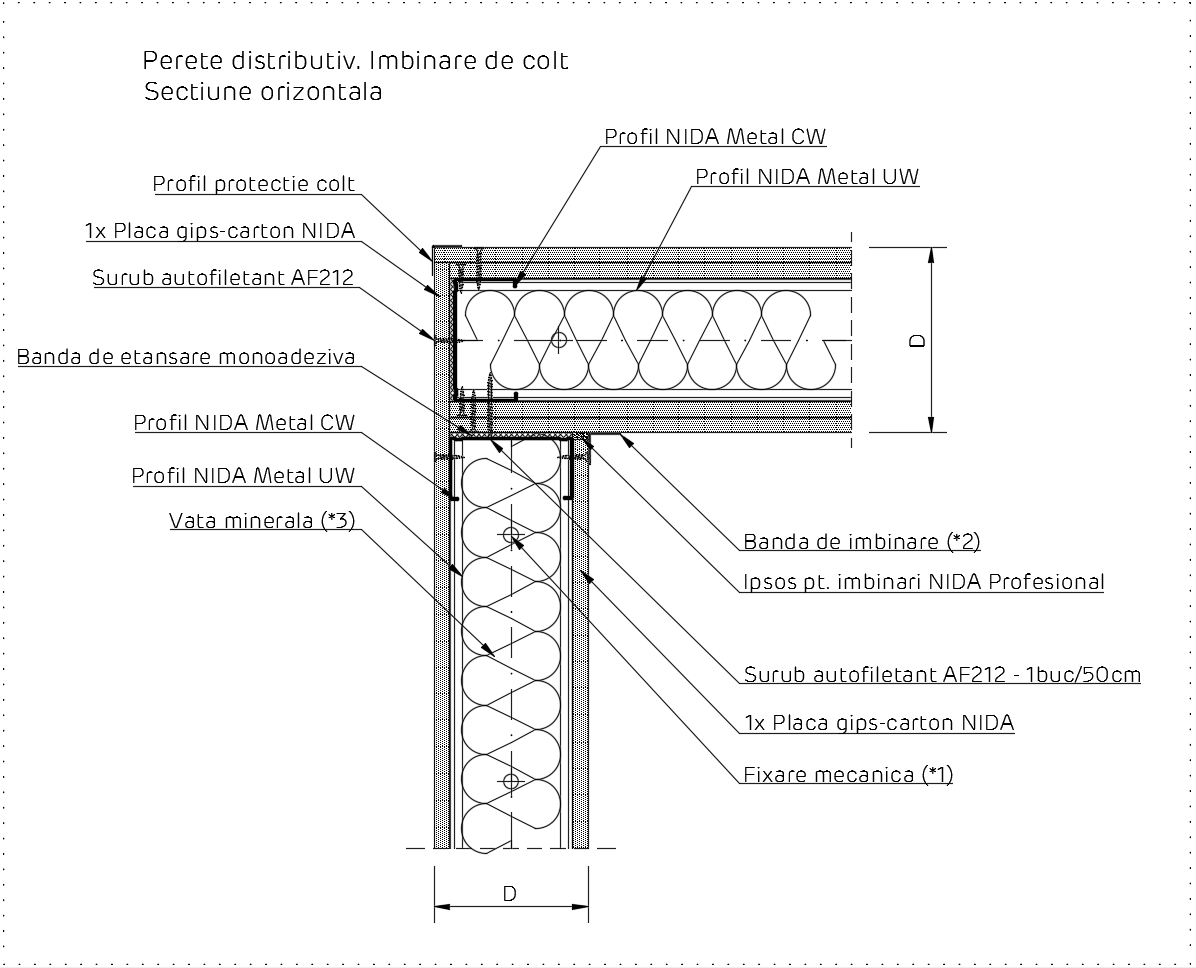 Perete distributiv. Imbinare de colt
Sectiune orizontala
Profil NIDA Metal CW
Profil NIDA Metal UW
Profil protectie colt
1x Placa gips-carton NIDA
Surub autofiletant AF212
Banda de etansare monoadeziva
Profil NIDA Metal CW
Profil NIDA Metal UW
Vata minerala (*3)
D
Banda de imbinare (*2)
Ipsos pt. imbinari NIDA Profesional
Surub autofiletant AF212 - 1buc/50cm
1x Placa gips-carton NIDA
Fixare mecanica (*1)
D